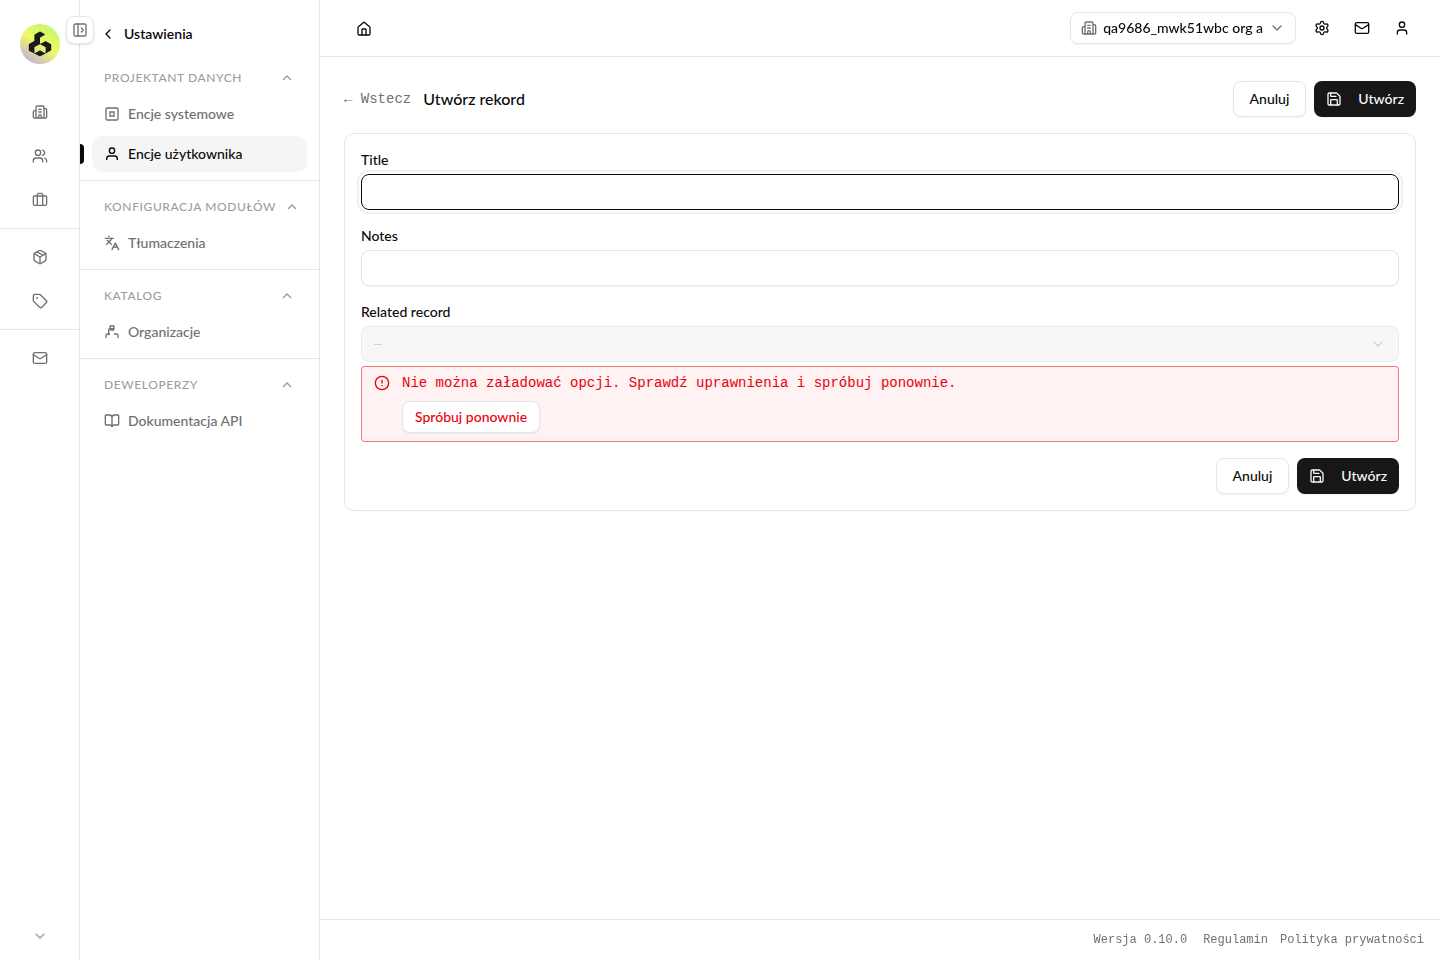 Ustawienia
PROJEKTANT DANYCH
Encje systemowe
Encje użytkownika
KONFIGURACJA MODUŁÓW
Tłumaczenia
KATALOG
Organizacje
DEWELOPERZY
Dokumentacja API
qa9686_mwk51wbc org a
← Wstecz Utwórz rekord
Anuluj Utwórz
Title
Notes
Related record
—
Nie można załadować opcji. Sprawdź uprawnienia i spróbuj ponownie.
Spróbuj ponownie
Anuluj Utwórz
Wersja 0.10.0 Regulamin Polityka prywatności